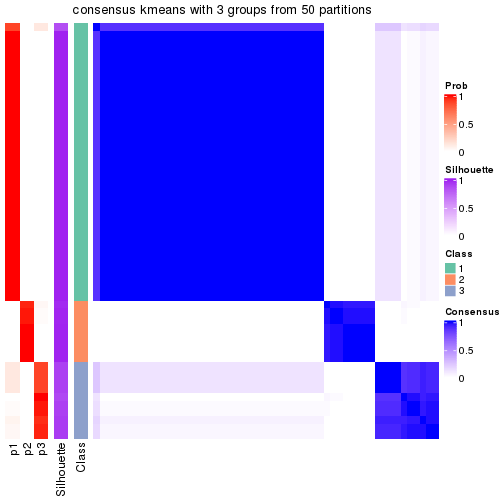 consensus kmeans with 3 groups from 50 partitions
Prob
1
0.5
0
Silhouette
1
0.5
0
Class
1
2
3
Consensus
1
0.5
0
p1
p2
p3
Silhouette
Class